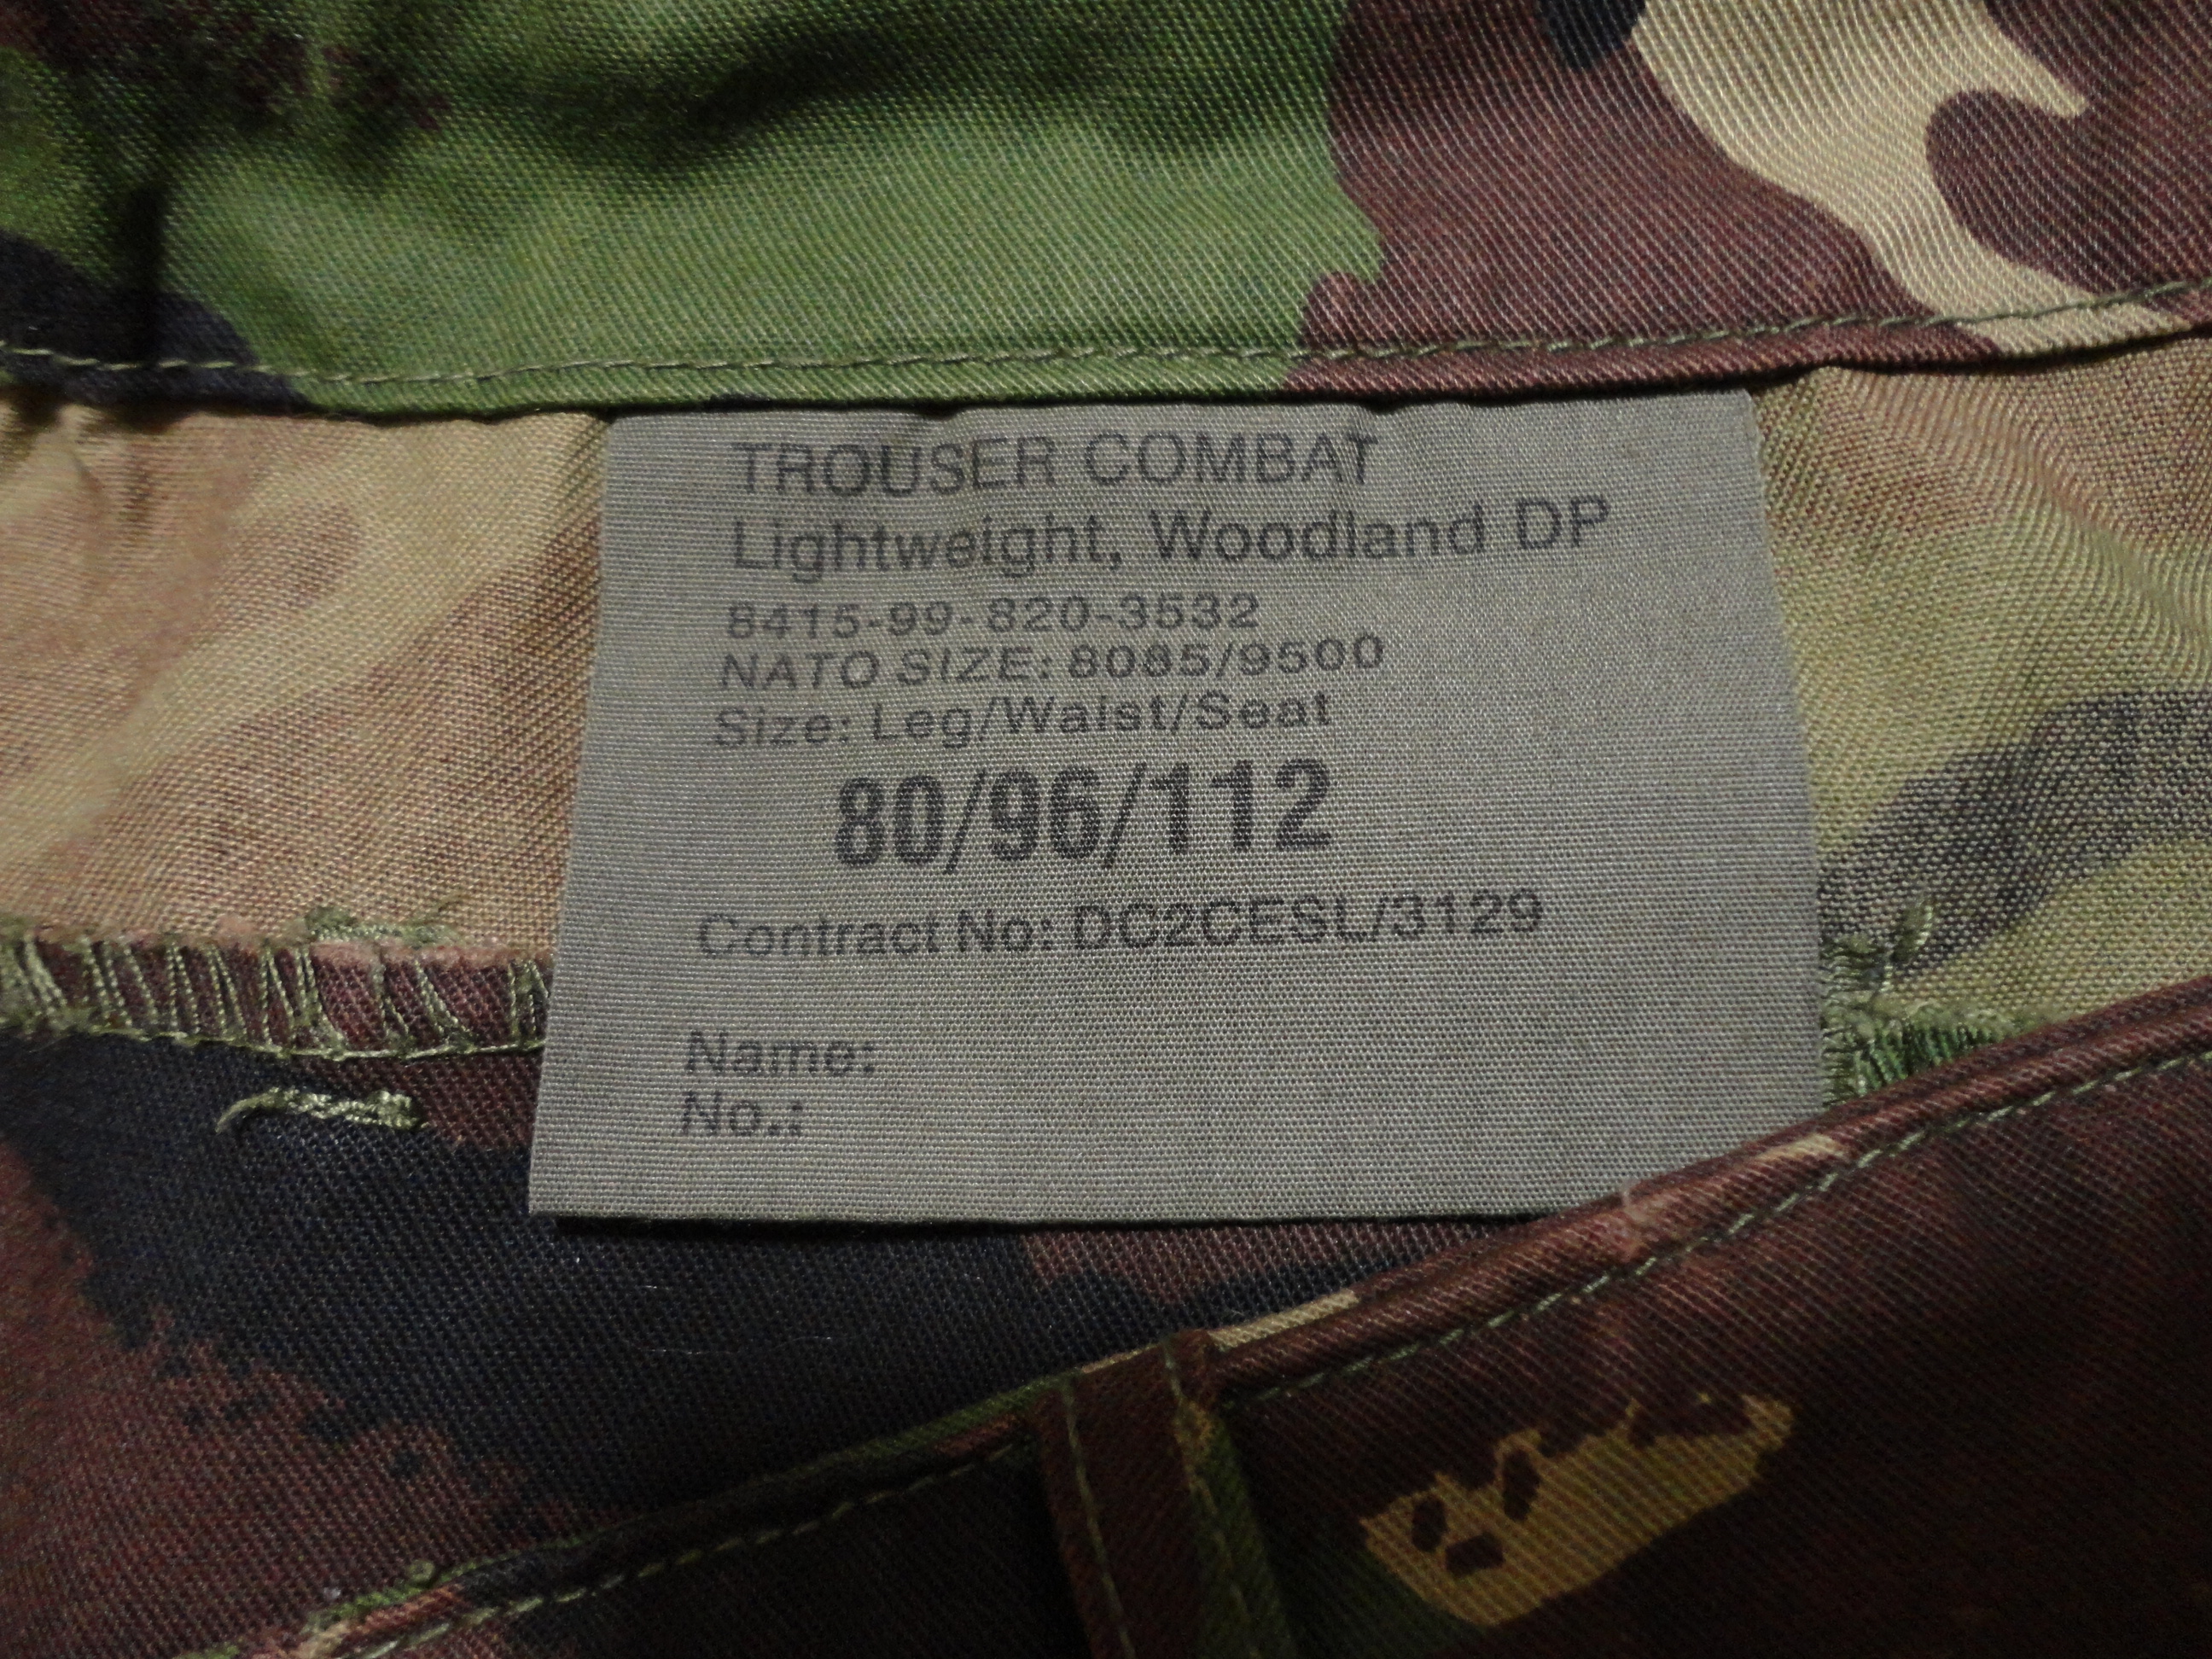 TROUSER COMBAT
Lightweight, Woodland DP
8415-99-820-3532
NATO SIZE: 8085/9500
Size: Leg/Waist/Seat
80/96/112
Contract No: DC2CESL/3129
Name:
No.: